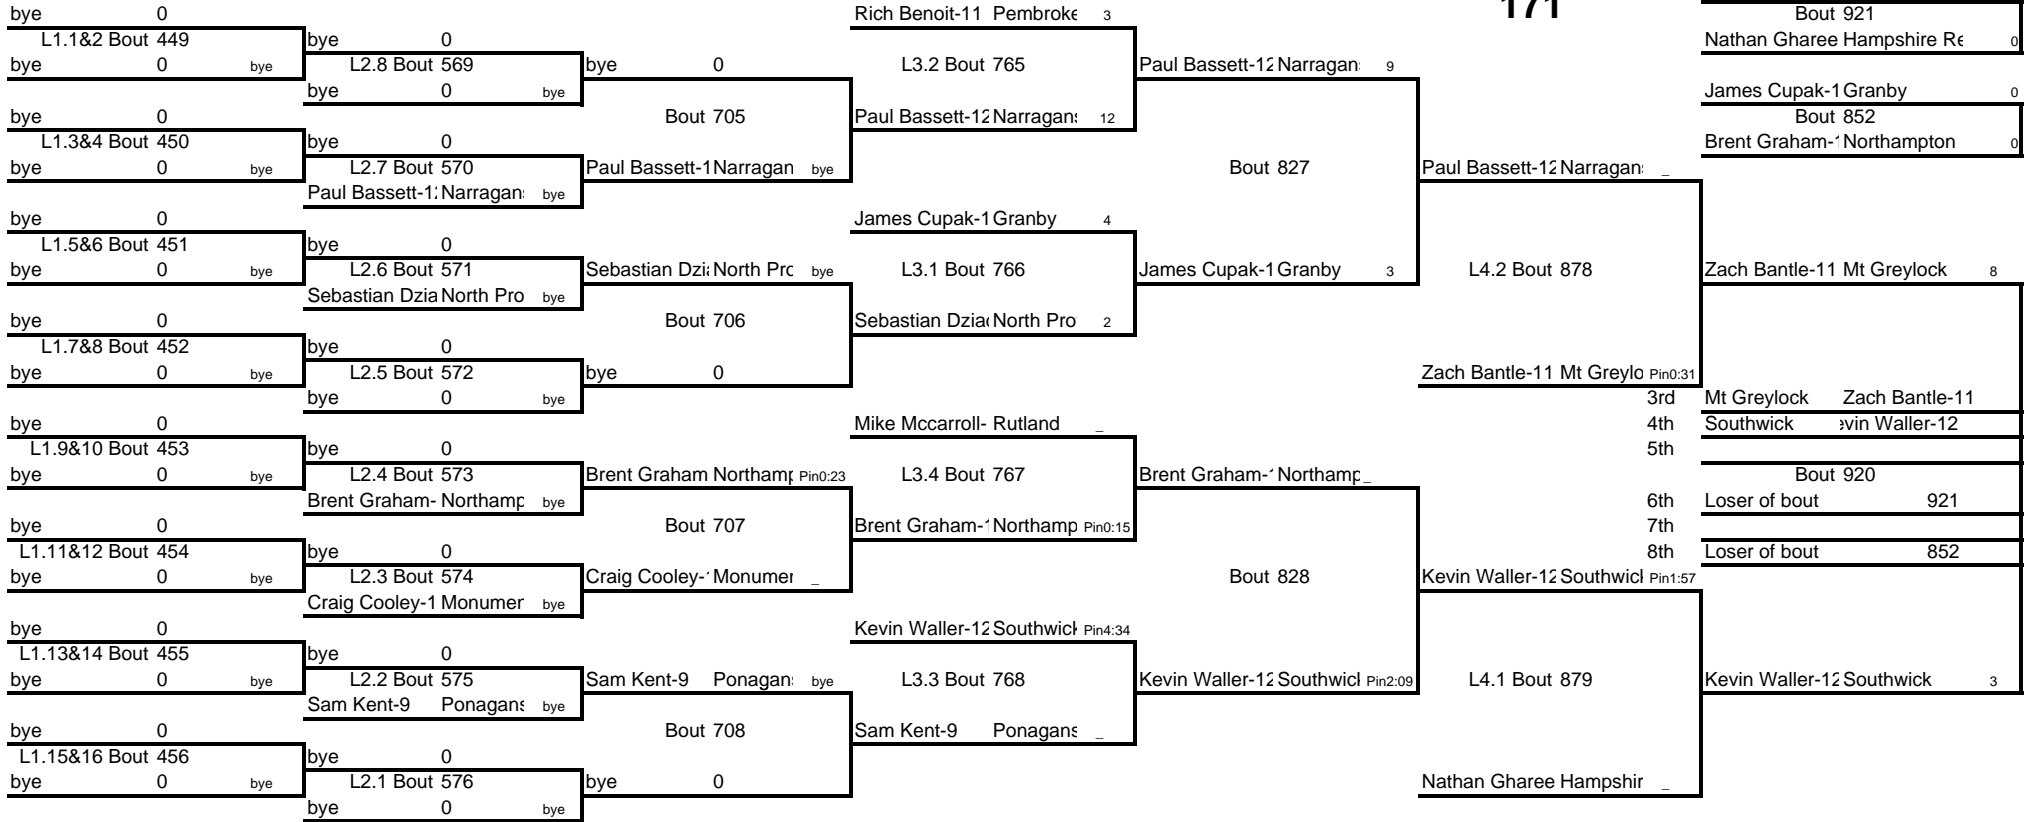 171
bye 0 Rich Benoit-11 Pembroke 3 Bout 921
L1.1&2 Bout 449 bye 0 Nathan Gharee Hampshire Re 0
bye 0 bye L2.8 Bout 569 bye 0 L3.2 Bout 765 Paul Bassett-12 Narragan 9
bye 0 bye James Cupak-1 Granby 0
bye 0 Bout 705 Paul Bassett-12 Narragans 12 Bout 852
L1.3&4 Bout 450 bye 0 Brent Graham-1 Northampton 0
bye 0 bye L2.7 Bout 570 Paul Bassett-1 Narragan bye Bout 827 Paul Bassett-12 Narragan _
Paul Bassett-1 Narragan bye
bye 0 James Cupak-1 Granby 4
L1.5&6 Bout 451 bye 0
bye 0 bye L2.6 Bout 571 Sebastian Dzi North Pro bye L3.1 Bout 766 James Cupak-1 Granby 3 L4.2 Bout 878 Zach Bantle-11 Mt Greylock 8
Sebastian Dzia North Pro bye
bye 0 Bout 706 Sebastian Dzia North Pro 2
L1.7&8 Bout 452 bye 0
bye 0 bye L2.5 Bout 572 bye 0 Zach Bantle-11 Mt Greylo Pin0:31
bye 0 bye 3rd Mt Greylock Zach Bantle-11
bye 0 Mike Mccarroll- Rutland _ 4th Southwick evin Waller-12
L1.9&10 Bout 453 bye 0 5th
bye 0 bye L2.4 Bout 573 Brent Graham Northamp Pin0:23 L3.4 Bout 767 Brent Graham-1 Northamp _ Bout 920
Brent Graham- Northamp bye 6th Loser of bout 921
bye 0 Bout 707 Brent Graham-1 Northamp Pin0:15 7th
L1.11&12 Bout 454 bye 0 8th Loser of bout 852
bye 0 bye L2.3 Bout 574 Craig Cooley-1 Monumen _ Bout 828 Kevin Waller-12 Southwick Pin1:57
Craig Cooley-1 Monumen bye
bye 0 Kevin Waller-12 Southwick Pin4:34
L1.13&14 Bout 455 bye 0
bye 0 bye L2.2 Bout 575 Sam Kent-9 Ponagan bye L3.3 Bout 768 Kevin Waller-12 Southwick Pin2:09 L4.1 Bout 879 Kevin Waller-12 Southwick 3
Sam Kent-9 Ponagans bye
bye 0 Bout 708 Sam Kent-9 Ponagans _
L1.15&16 Bout 456 bye 0
bye 0 bye L2.1 Bout 576 bye 0 Nathan Gharee Hampshir _
bye 0 bye